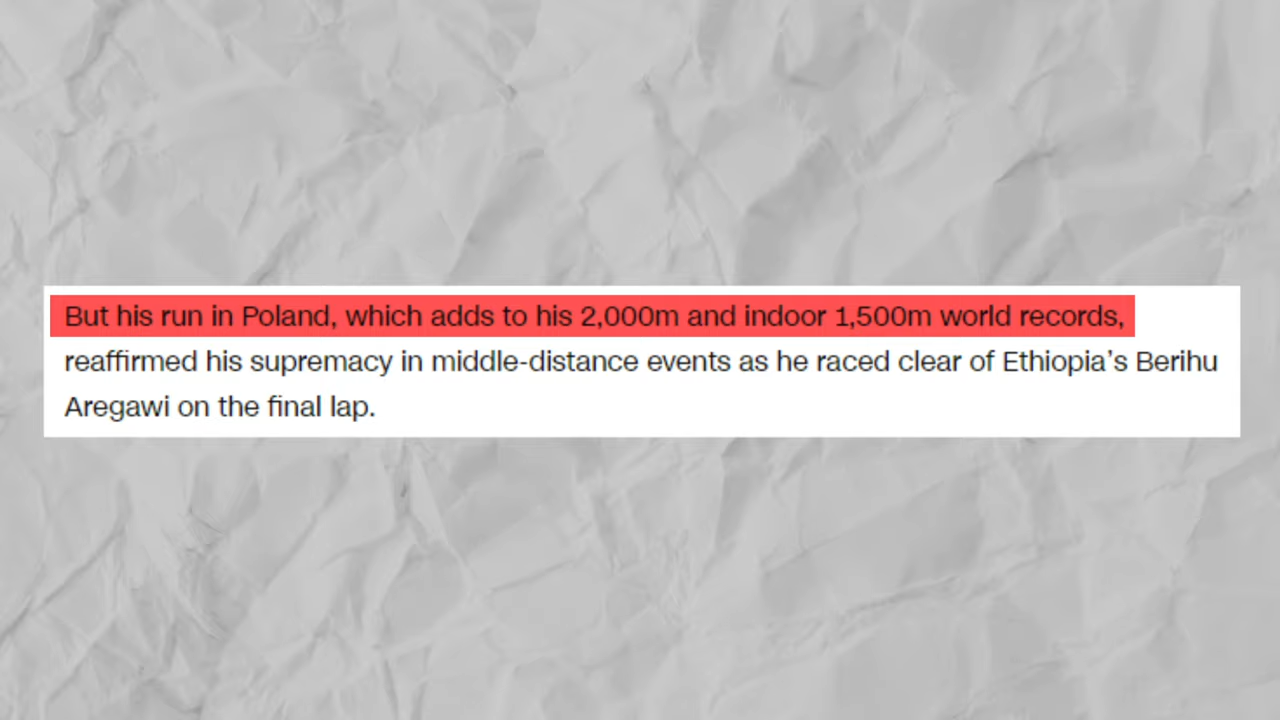 But his run in Poland, which adds to his 2,000m and indoor 1,500m world records,
reaffirmed his supremacy in middle-distance events as he raced clear of Ethiopia’s Berihu
Aregawi on the final lap.